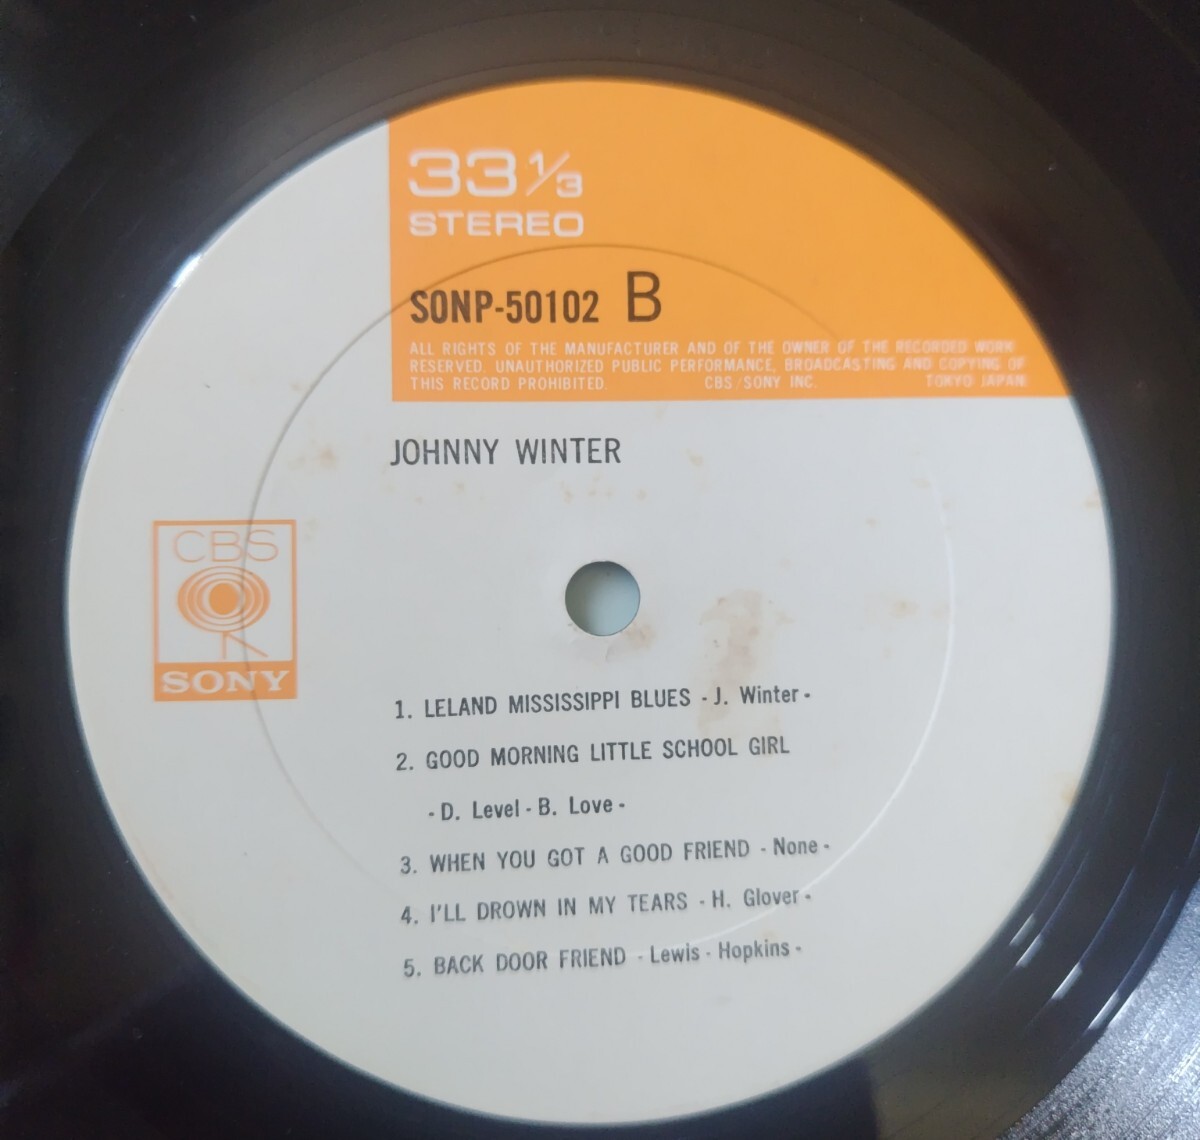 33 1/3
STEREO
SONP-50102 B
ALL RIGHTS OF THE MANUFACTURER AND OF THE OWNER OF THE RECORDED WORK
RESERVED. UNAUTHORIZED PUBLIC PERFORMANCE, BROADCASTING AND COPYING OF
THIS RECORD PROHIBITED. CBS/SONY INC. TOKYO JAPAN
JOHNNY WINTER
CBS
SONY
1. LELAND MISSISSIPPI BLUES - J. Winter -
2. GOOD MORNING LITTLE SCHOOL GIRL
- D. Level - B. Love -
3. WHEN YOU GOT A GOOD FRIEND - None -
4. I'LL DROWN IN MY TEARS - H. Glover -
5. BACK DOOR FRIEND - Lewis - Hopkins -